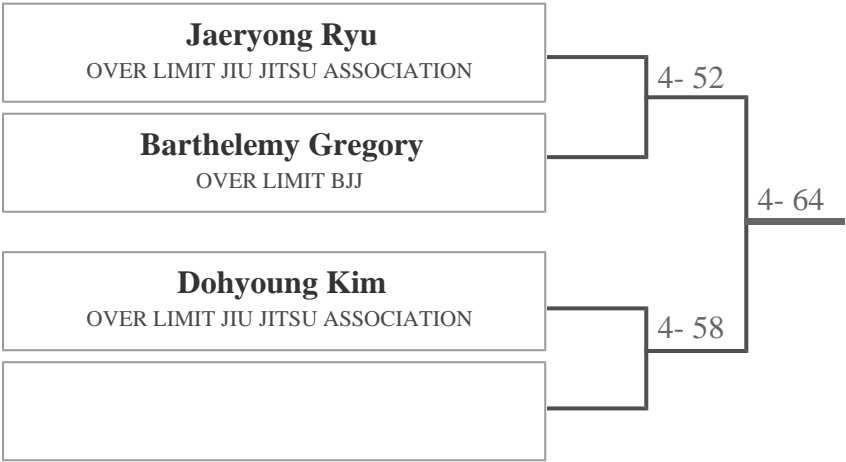 Jaeryong Ryu
OVER LIMIT JIU JITSU ASSOCIATION
4- 52
Barthelemy Gregory
OVER LIMIT BJJ
4- 64
Dohyoung Kim
OVER LIMIT JIU JITSU ASSOCIATION
4- 58